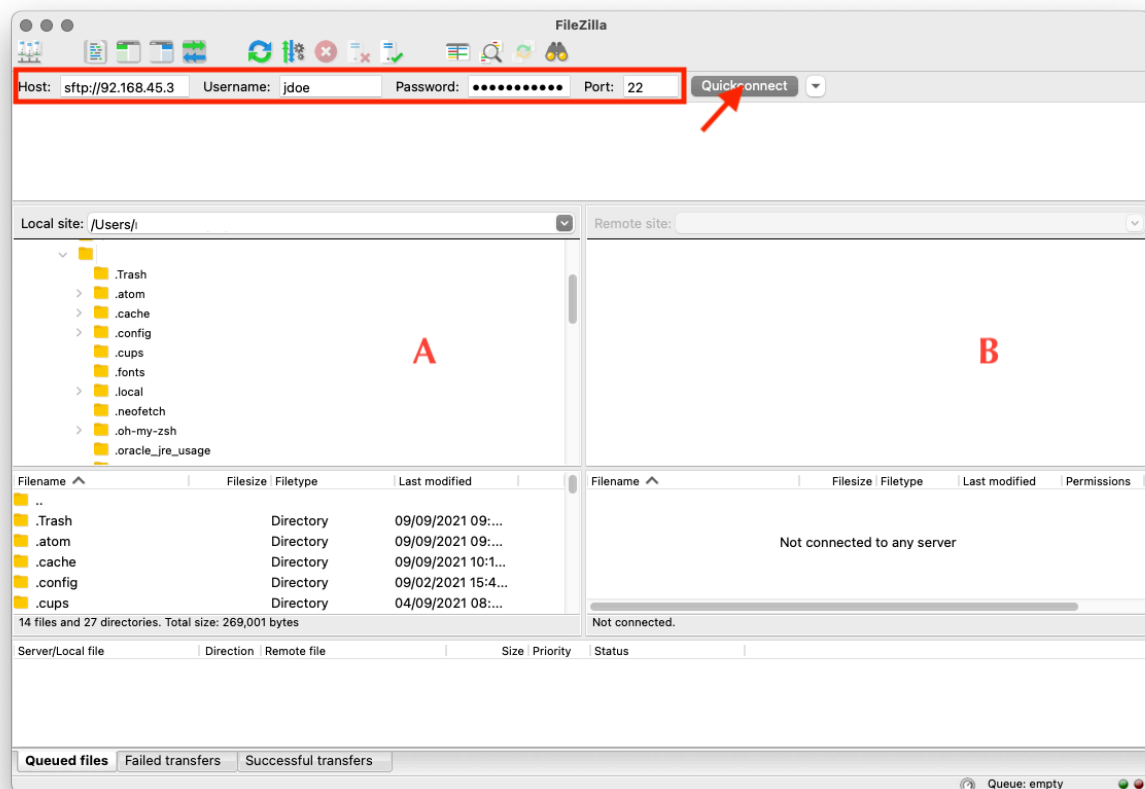 FileZilla
Host: sftp://92.168.45.3 Username: jdoe Password: ●●●●●●●●●●● Port: 22 Quickconnect
Local site: /Users/
Remote site:
.Trash
.atom
.cache
.config
.cups
.fonts
.local
.neofetch
.oh-my-zsh
.oracle_jre_usage
A
B
Filename Filesize Filetype Last modified
..
.Trash Directory 09/09/2021 09:...
.atom Directory 09/09/2021 09:...
.cache Directory 09/09/2021 10:1...
.config Directory 09/02/2021 15:4...
.cups Directory 04/09/2021 08:...
14 files and 27 directories. Total size: 269,001 bytes
Filename Filesize Filetype Last modified Permissions
Not connected to any server
Not connected.
Server/Local file Direction Remote file Size Priority Status
Queued files Failed transfers Successful transfers
Queue: empty